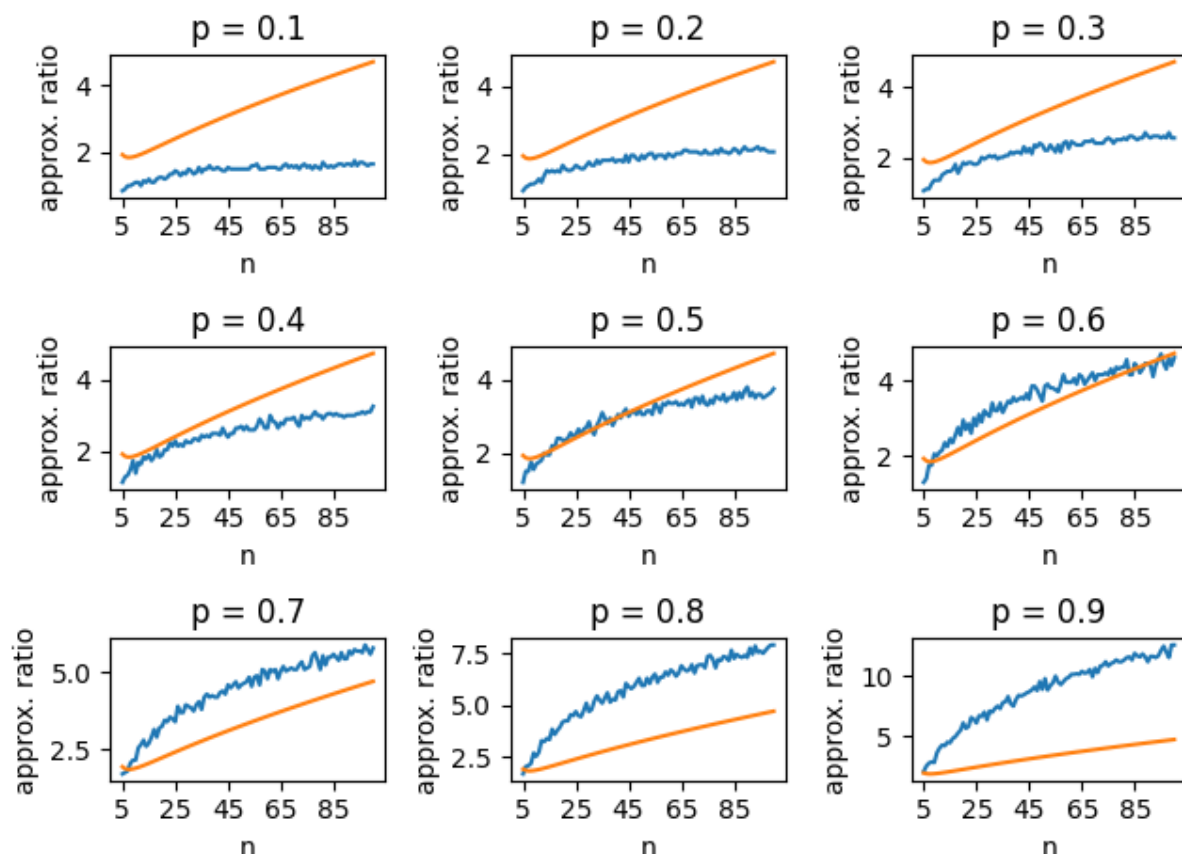 p = 0.1
p = 0.2
p = 0.3
approx. ratio
4
2
5 25 45 65 85
n
approx. ratio
4
2
5 25 45 65 85
n
approx. ratio
4
2
5 25 45 65 85
n
p = 0.4
p = 0.5
p = 0.6
approx. ratio
4
2
5 25 45 65 85
n
approx. ratio
4
2
5 25 45 65 85
n
approx. ratio
4
2
5 25 45 65 85
n
p = 0.7
p = 0.8
p = 0.9
approx. ratio
5.0
2.5
5 25 45 65 85
n
approx. ratio
7.5
5.0
2.5
5 25 45 65 85
n
approx. ratio
10
5
5 25 45 65 85
n